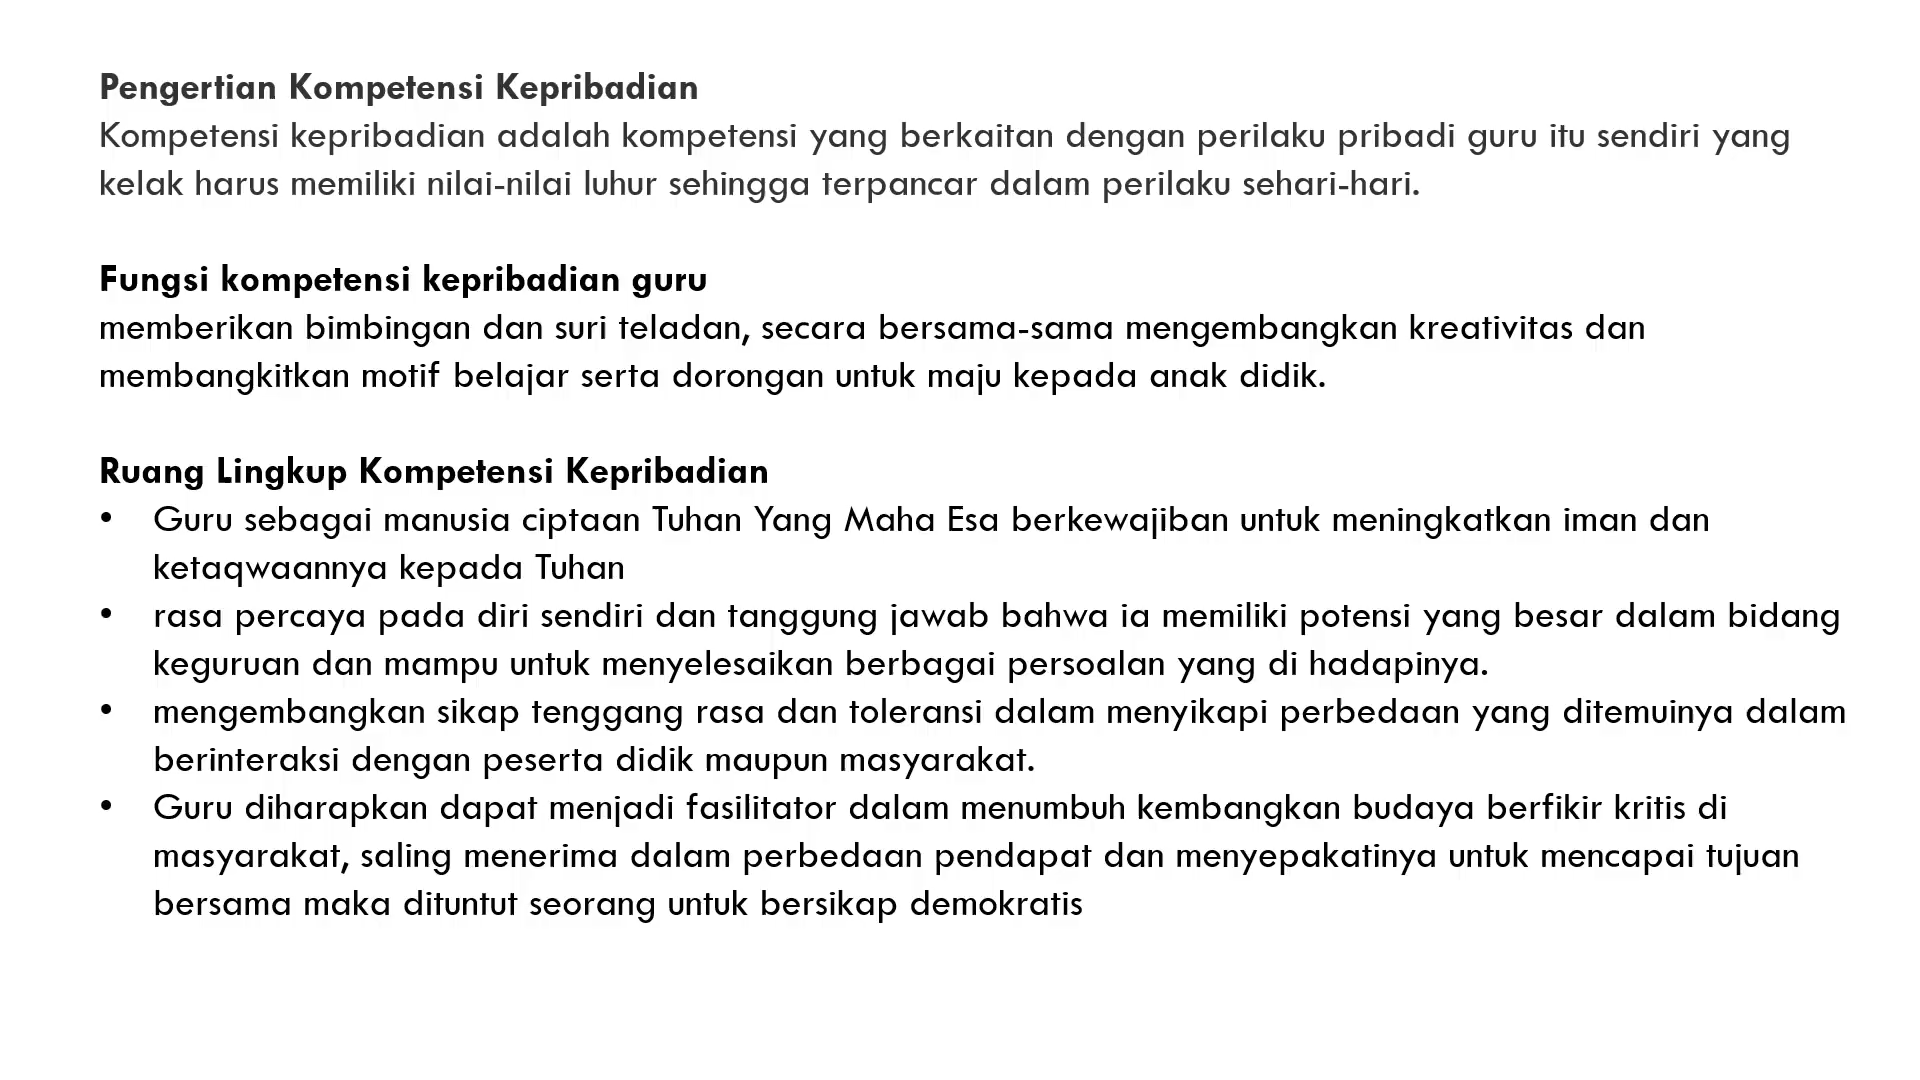 Pengertian Kompetensi Kepribadian
Kompetensi kepribadian adalah kompetensi yang berkaitan dengan perilaku pribadi guru itu sendiri yang
kelak harus memiliki nilai-nilai luhur sehingga terpancar dalam perilaku sehari-hari.
Fungsi kompetensi kepribadian guru
memberikan bimbingan dan suri teladan, secara bersama-sama mengembangkan kreativitas dan
membangkitkan motif belajar serta dorongan untuk maju kepada anak didik.
Ruang Lingkup Kompetensi Kepribadian
• Guru sebagai manusia ciptaan Tuhan Yang Maha Esa berkewajiban untuk meningkatkan iman dan
ketaqwaannya kepada Tuhan
• rasa percaya pada diri sendiri dan tanggung jawab bahwa ia memiliki potensi yang besar dalam bidang
keguruan dan mampu untuk menyelesaikan berbagai persoalan yang di hadapinya.
• mengembangkan sikap tenggang rasa dan toleransi dalam menyikapi perbedaan yang ditemuinya dalam
berinteraksi dengan peserta didik maupun masyarakat.
• Guru diharapkan dapat menjadi fasilitator dalam menumbuh kembangkan budaya berfikir kritis di
masyarakat, saling menerima dalam perbedaan pendapat dan menyepakatinya untuk mencapai tujuan
bersama maka dituntut seorang untuk bersikap demokratis